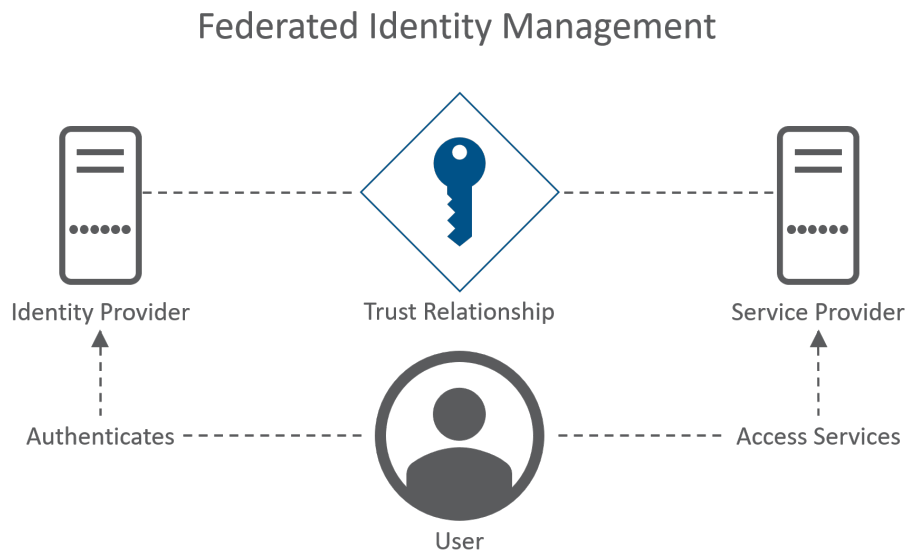 Federated Identity Management
Identity Provider
Trust Relationship
Service Provider
Authenticates
Access Services
User